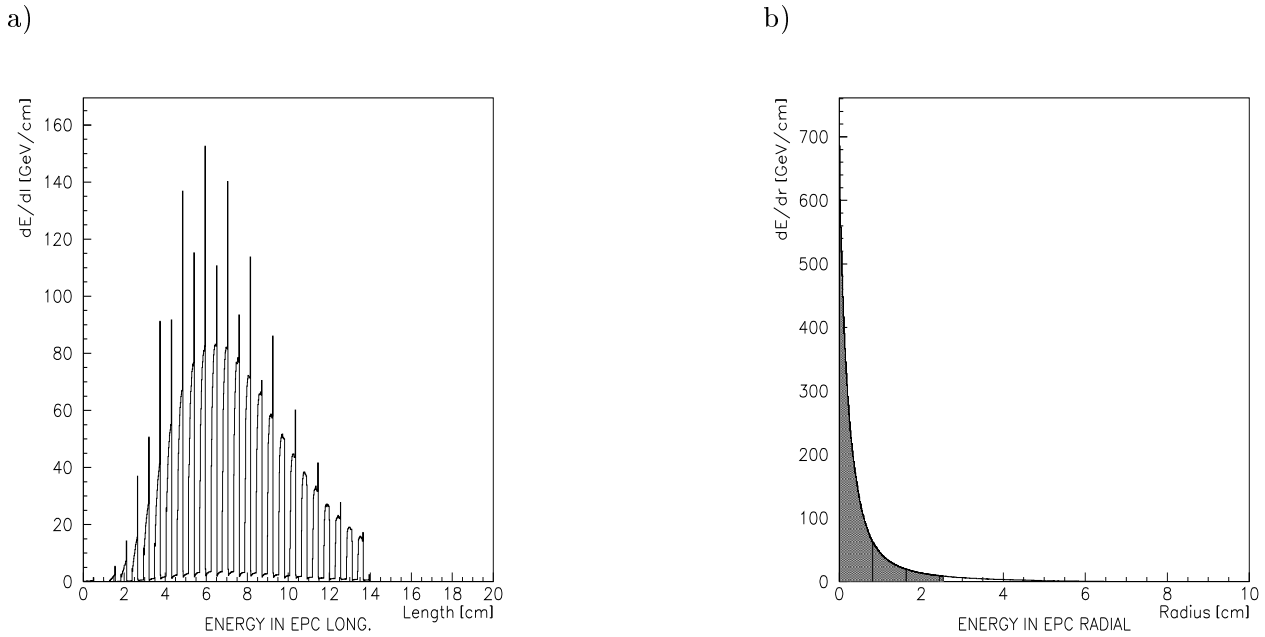 a)
dE/dl [GeV/cm]
160
140
120
100
80
60
40
20
0
0 2 4 6 8 10 12 14 16 18 20
Length [cm]
ENERGY IN EPC LONG.
b)
dE/dr [GeV/cm]
700
600
500
400
300
200
100
0
0 2 4 6 8 10
Radius [cm]
ENERGY IN EPC RADIAL